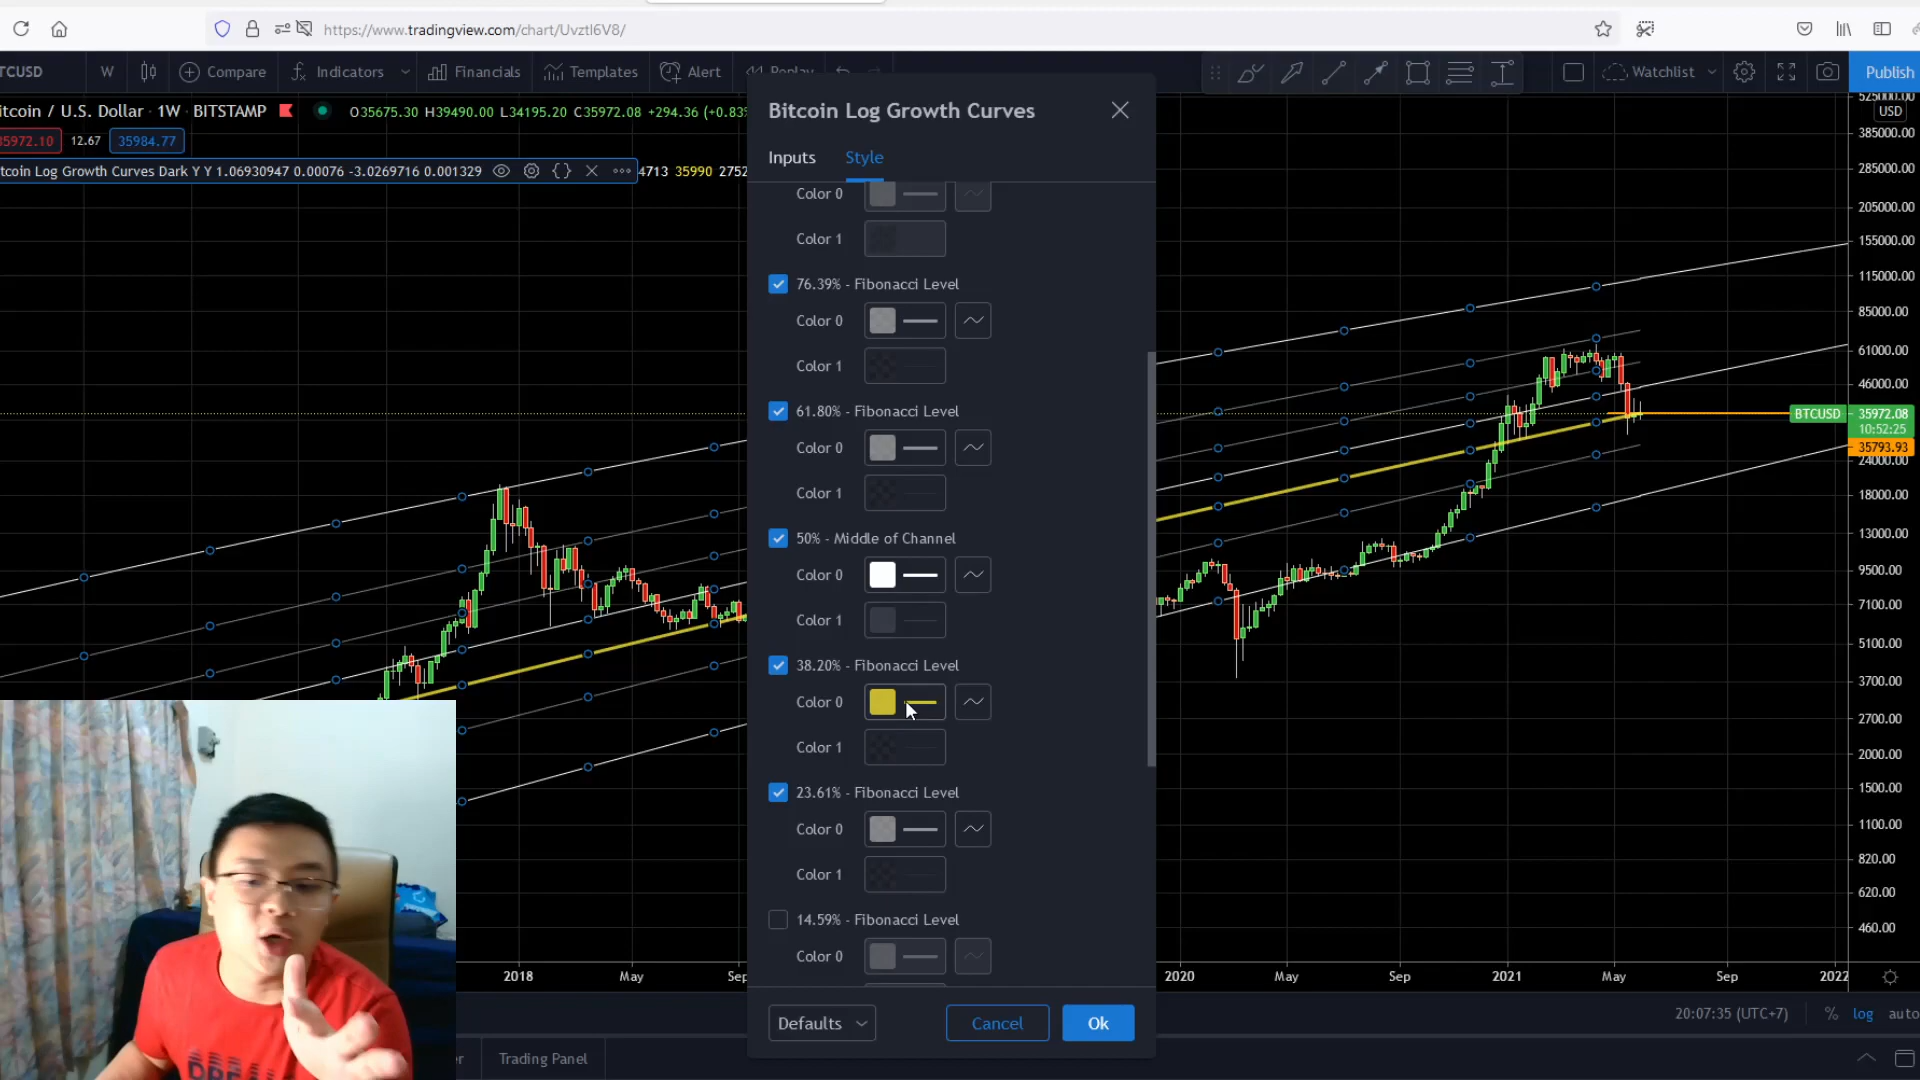 https://www.tradingview.com/chart/UvztI6V8/
TCUSD
W
Compare
Indicators
Financials
Templates
Alert
Replay
Watchlist
Publish
itcoin / U.S. Dollar · 1W · BITSTAMP
O35675.30 H39490.00 L34195.20 C35972.08 +294.36 (+0.83%
35972.10
12.67
35984.77
tcoin Log Growth Curves Dark Y Y 1.06930947 0.00076 -3.0269716 0.001329
4713 35990 2752
Bitcoin Log Growth Curves
Inputs
Style
Color 0
Color 1
76.39% - Fibonacci Level
Color 0
Color 1
61.80% - Fibonacci Level
Color 0
Color 1
50% - Middle of Channel
Color 0
Color 1
38.20% - Fibonacci Level
Color 0
Color 1
23.61% - Fibonacci Level
Color 0
Color 1
14.59% - Fibonacci Level
Color 0
Defaults
Cancel
Ok
525000.00
USD
385000.00
285000.00
205000.00
155000.00
115000.00
85000.00
61000.00
46000.00
BTCUSD
35972.08
10:52:25
35793.93
24000.00
18000.00
13000.00
9500.00
7100.00
5100.00
3700.00
2700.00
2000.00
1500.00
1100.00
820.00
620.00
460.00
2018
May
Sep
2020
May
Sep
2021
May
Sep
2022
20:07:35 (UTC+7)
%
log
auto
er
Trading Panel